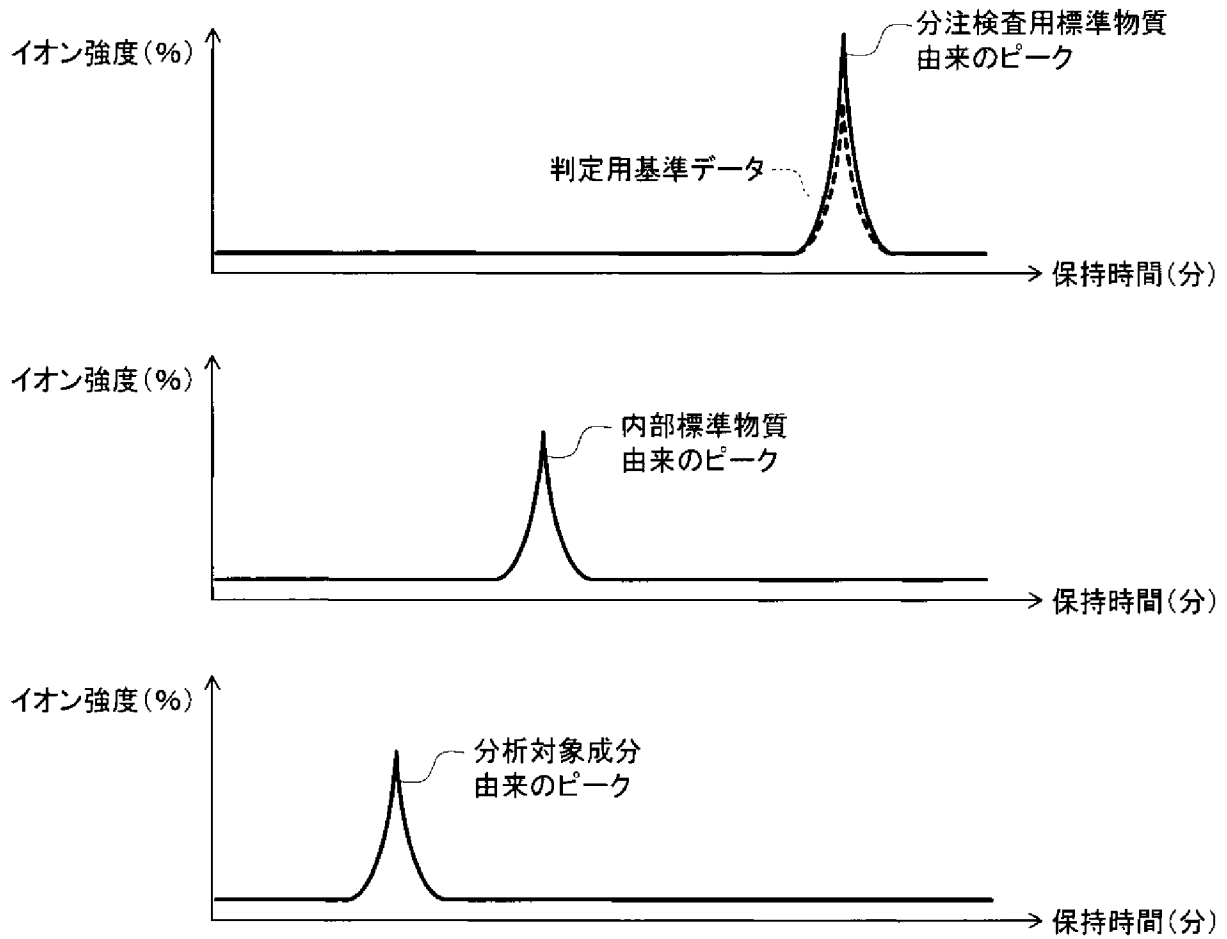 イオン強度(%)
分注検査用標準物質
由来のピーク
判定用基準データ
保持時間(分)
イオン強度(%)
内部標準物質
由来のピーク
保持時間(分)
イオン強度(%)
分析対象成分
由来のピーク
保持時間(分)